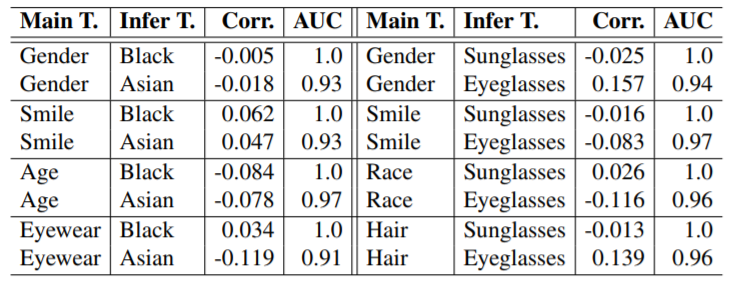 Main T. Infer T. Corr. AUC Main T. Infer T. Corr. AUC
Gender Black -0.005 1.0 Gender Sunglasses -0.025 1.0
Gender Asian -0.018 0.93 Gender Eyeglasses 0.157 0.94
Smile Black 0.062 1.0 Smile Sunglasses -0.016 1.0
Smile Asian 0.047 0.93 Smile Eyeglasses -0.083 0.97
Age Black -0.084 1.0 Race Sunglasses 0.026 1.0
Age Asian -0.078 0.97 Race Eyeglasses -0.116 0.96
Eyewear Black 0.034 1.0 Hair Sunglasses -0.013 1.0
Eyewear Asian -0.119 0.91 Hair Eyeglasses 0.139 0.96